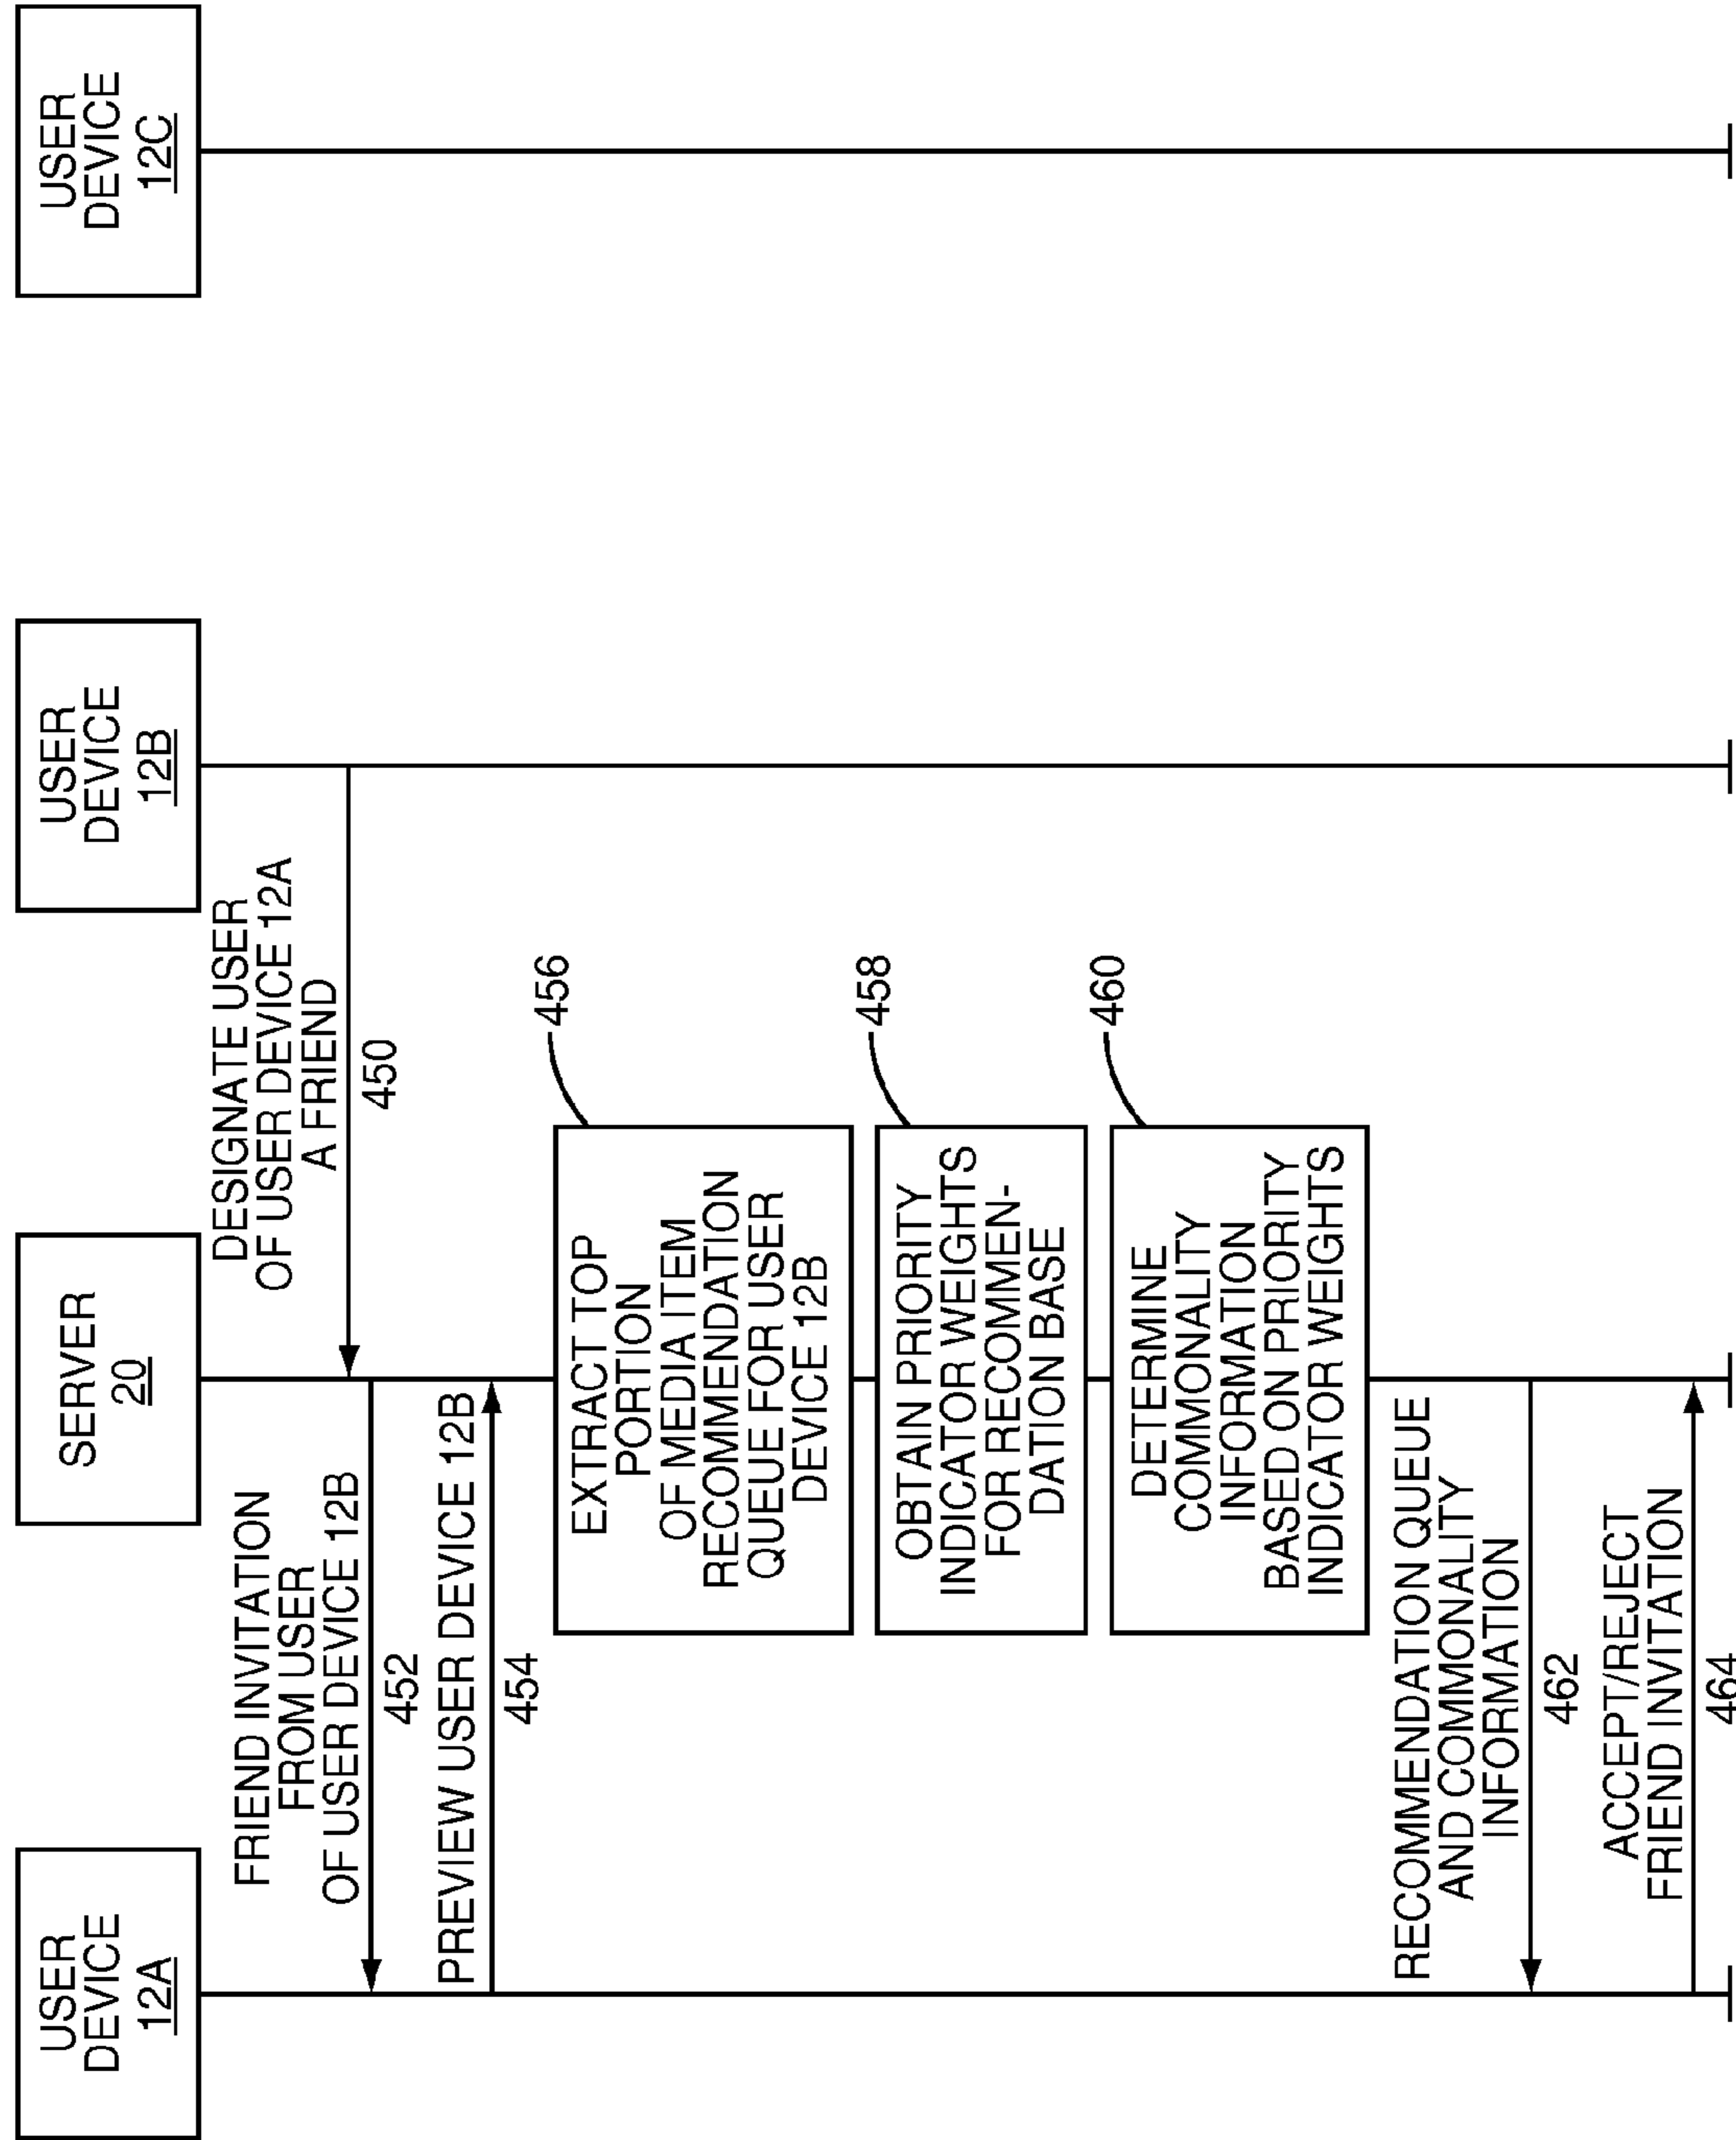 USER
DEVICE
12A
SERVER
20
USER
DEVICE
12B
USER
DEVICE
12C
DESIGNATE USER
OF USER DEVICE 12A
A FRIEND
450
FRIEND INVITATION
FROM USER
OF USER DEVICE 12B
452
PREVIEW USER DEVICE 12B
454
EXTRACT TOP
PORTION
OF MEDIA ITEM
RECOMMENDATION
QUEUE FOR USER
DEVICE 12B
456
OBTAIN PRIORITY
INDICATOR WEIGHTS
FOR RECOMMEN-
DATION BASE
458
DETERMINE
COMMONALITY
INFORMATION
BASED ON PRIORITY
INDICATOR WEIGHTS
460
RECOMMENDATION QUEUE
AND COMMONALITY
INFORMATION
462
ACCEPT/REJECT
FRIEND INVITATION
464